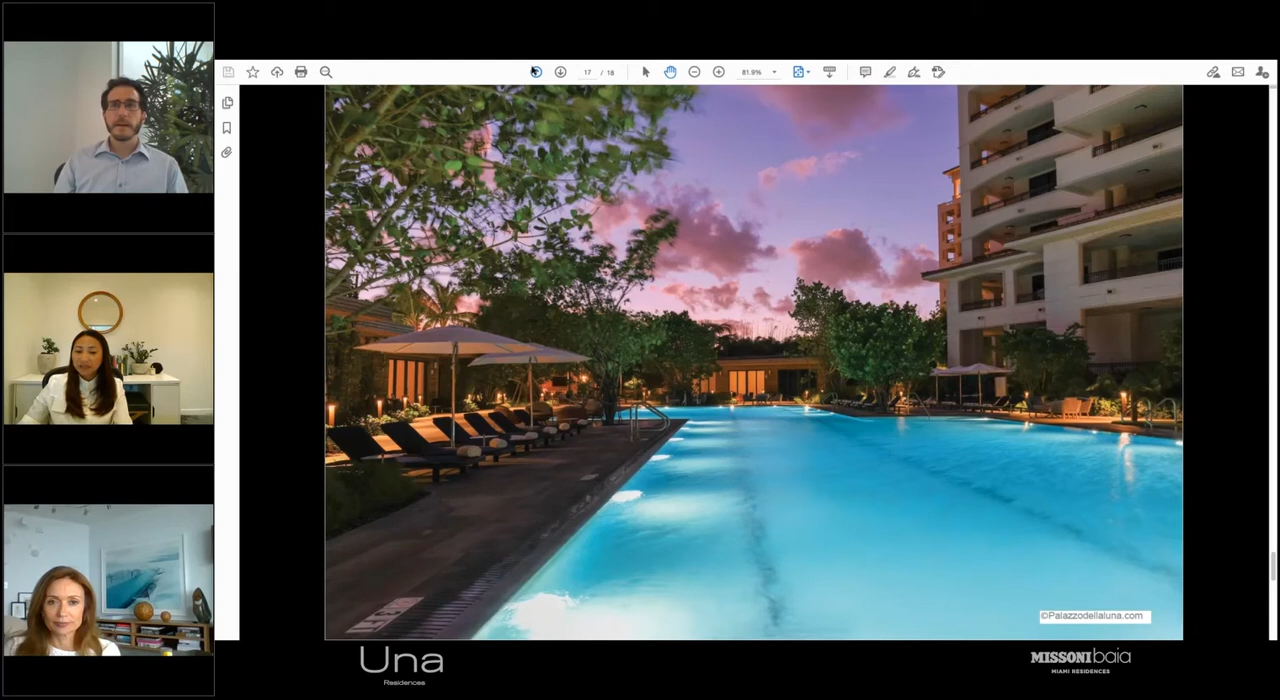 17 / 18
81.9%
©Palazzodellaluna.com
Una
Residences
MISSONI baia
MIAMI RESIDENCES